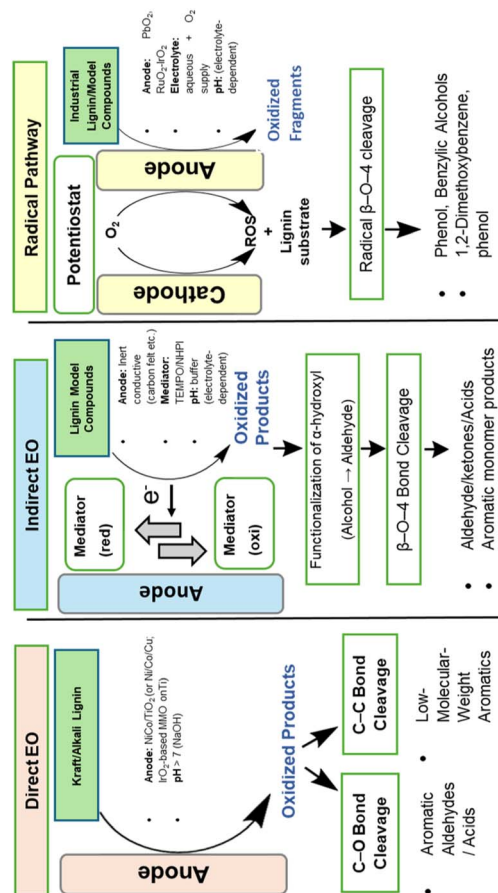 Direct EO
Kraft/Alkali Lignin
Anode
Anode: NiCo/TiO₂ (or Ni/Co/Cu;
IrO₂-based MMO onTi)
pH > 7 (NaOH)
Oxidized Products
C–O Bond
Cleavage
C–C Bond
Cleavage
Aromatic
Aldehydes
/ Acids
Low-
Molecular-
Weight
Aromatics
Indirect EO
Lignin Model
Compounds
Anode
Mediator
(red)
Mediator
(oxi)
e⁻
Anode: Inert
conductive
(carbon felt etc.)
Mediator:
TEMPO/NHPI
pH: buffer
(electrolyte-
dependent)
Oxidized
Products
Functionalization of α-hydroxyl
(Alcohol → Aldehyde)
β–O–4 Bond Cleavage
Aldehyde/ketones/Acids
Aromatic monomer products
Radical Pathway
Potentiostat
Industrial
Lignin/Model
Compounds
Cathode
O₂
ROS
+
Lignin
substrate
Anode
Anode: PbO₂,
RuO₂-IrO₂
Electrolyte:
aqueous + O₂
supply
pH: (electrolyte-
dependent)
Oxidized
Fragments
Radical β–O–4 cleavage
Phenol, Benzylic Alcohols
1,2-Dimethoxybenzene,
phenol